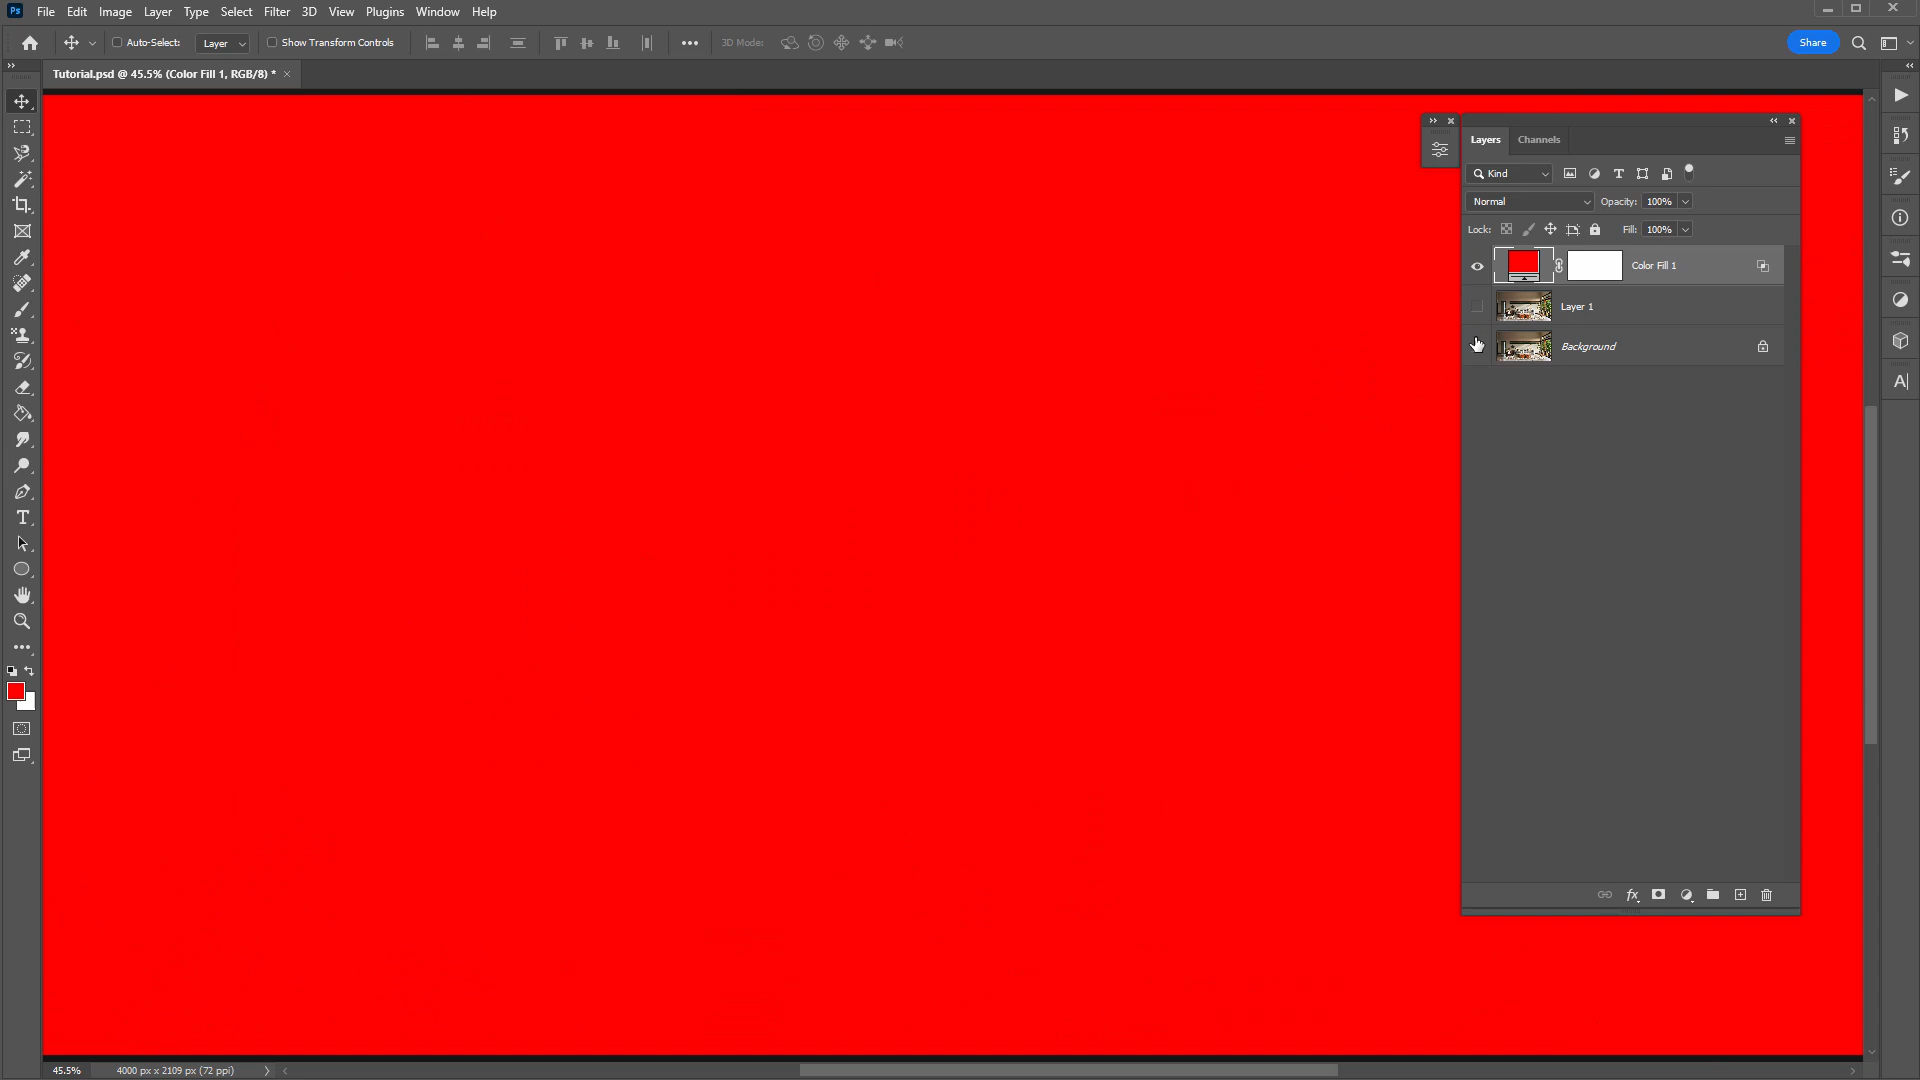 Ps File Edit Image Layer Type Select Filter 3D View Plugins Window Help
Auto-Select: Layer Show Transform Controls 3D Mode: Share
Tutorial.psd @ 45.5% (Color Fill 1, RGB/8) *
Layers Channels
Kind
Normal Opacity: 100%
Lock: Fill: 100%
Color Fill 1
Layer 1
Background
fx
45.5% 4000 px x 2109 px (72 ppi)